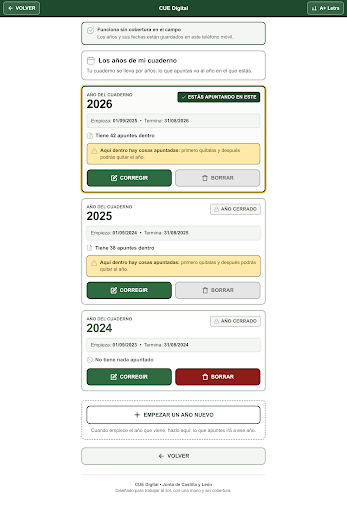 VOLVER
CUE Digital
A+ Letra
Funciona sin cobertura en el campo
Los años y sus fechas están guardados en este teléfono móvil.
Los años de mi cuaderno
Tu cuaderno se lleva por años: lo que apuntas va al año en el que estás.
AÑO DEL CUADERNO
2026
ESTÁS APUNTANDO EN ESTE
Empieza: 01/09/2025 • Termina: 31/08/2026
Tiene 42 apuntes dentro
Aquí dentro hay cosas apuntadas: primero quítalas y después
podrás quitar el año.
CORREGIR
BORRAR
AÑO DEL CUADERNO
2025
AÑO CERRADO
Empieza: 01/09/2024 • Termina: 31/08/2025
Tiene 38 apuntes dentro
Aquí dentro hay cosas apuntadas: primero quítalas y después
podrás quitar el año.
CORREGIR
BORRAR
AÑO DEL CUADERNO
2024
AÑO CERRADO
Empieza: 01/09/2023 • Termina: 31/08/2024
No tiene nada apuntado
CORREGIR
BORRAR
EMPEZAR UN AÑO NUEVO
Cuando empiece el año que viene, hazlo aquí: lo que apuntes irá a ese año.
VOLVER
CUE Digital • Junta de Castilla y León
Diseñado para trabajar al sol, con una mano y sin cobertura.